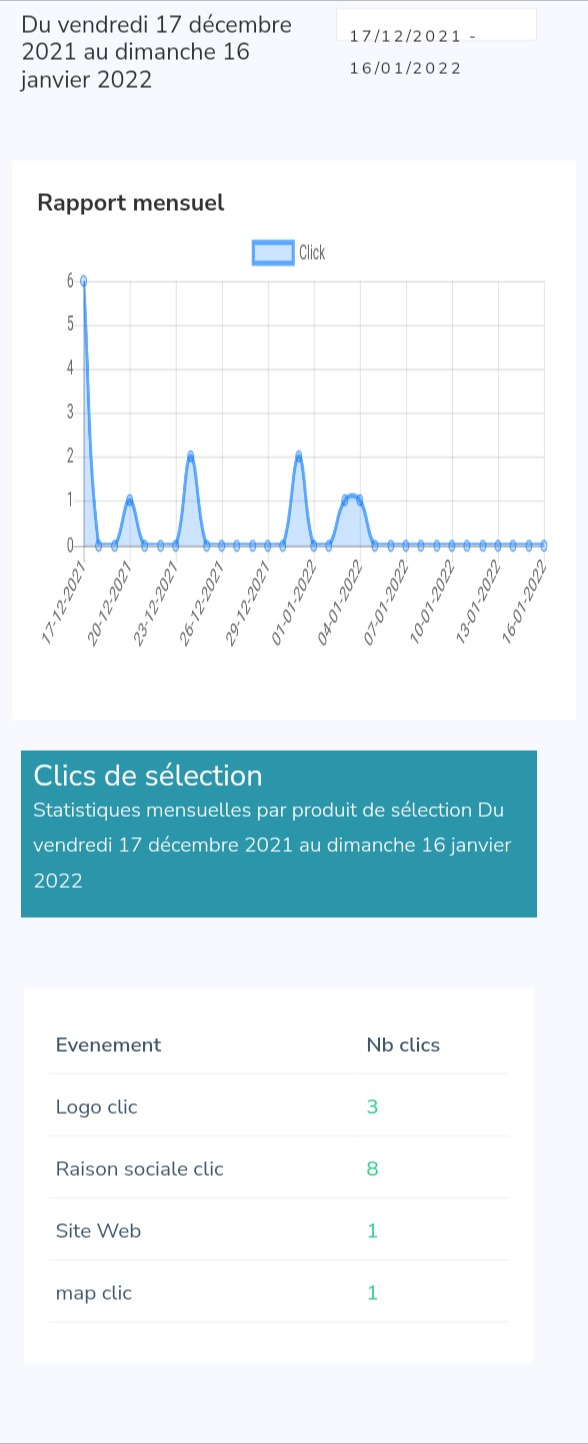 Du vendredi 17 décembre
2021 au dimanche 16
janvier 2022
17/12/2021 -
16/01/2022
Rapport mensuel
Click
6
5
4
3
2
1
0
17-12-2021
20-12-2021
23-12-2021
26-12-2021
29-12-2021
01-01-2022
04-01-2022
07-01-2022
10-01-2022
13-01-2022
16-01-2022
Clics de sélection
Statistiques mensuelles par produit de sélection Du
vendredi 17 décembre 2021 au dimanche 16 janvier
2022
Evenement Nb clics
Logo clic 3
Raison sociale clic 8
Site Web 1
map clic 1